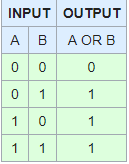 INPUT OUTPUT
A B A OR B
0 0 0
0 1 1
1 0 1
1 1 1